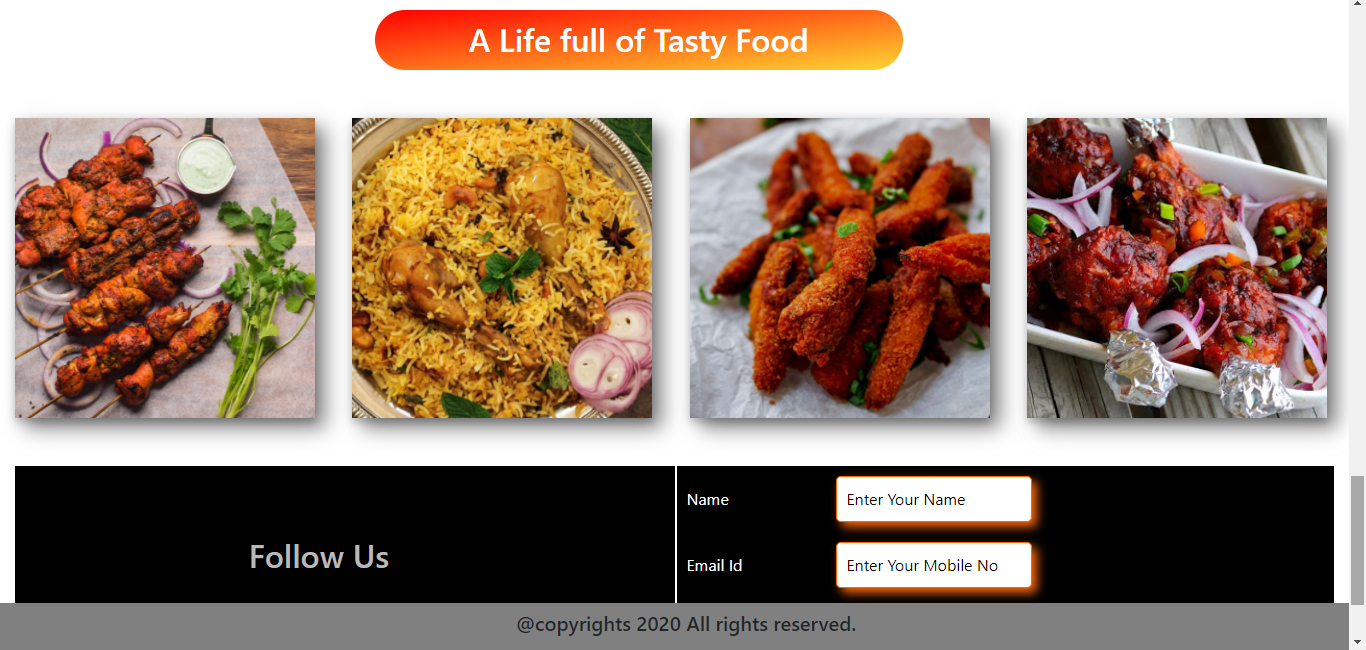 A Life full of Tasty Food
Follow Us
Name
Enter Your Name
Email Id
Enter Your Mobile No
@copyrights 2020 All rights reserved.